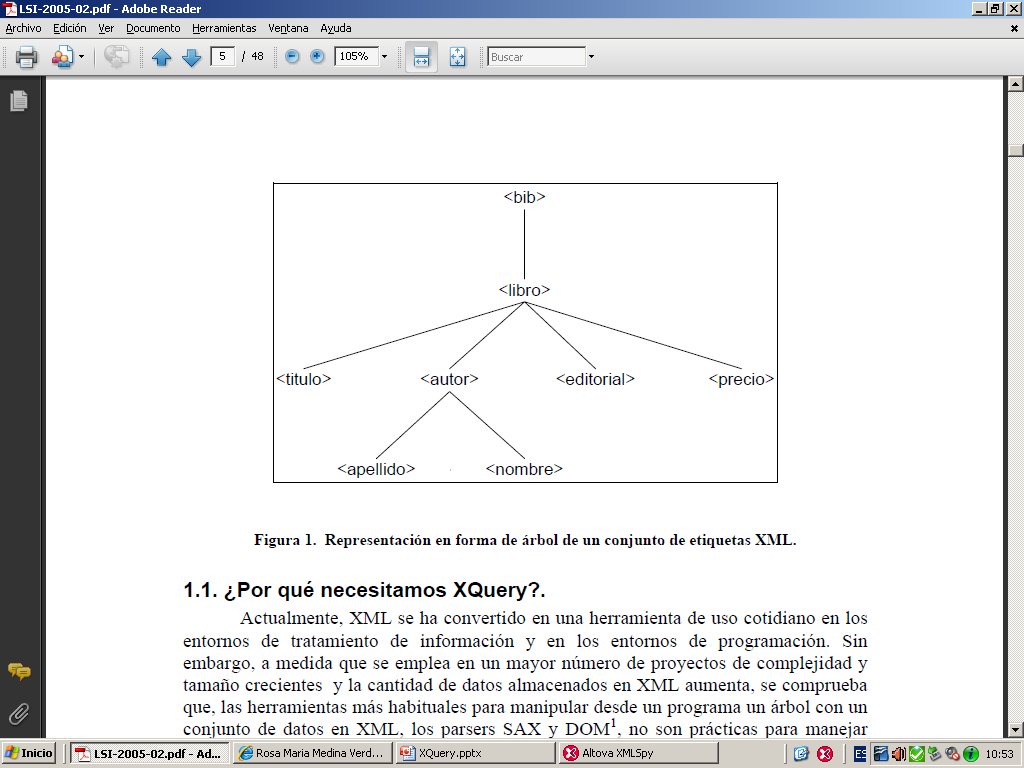 LSI-2005-02.pdf - Adobe Reader
Archivo Edición Ver Documento Herramientas Ventana Ayuda
5 / 48 105% Buscar
<bib>
<libro>
<titulo> <autor> <editorial> <precio>
<apellido> <nombre>
Figura 1. Representación en forma de árbol de un conjunto de etiquetas XML.
1.1. ¿Por qué necesitamos XQuery?.
Actualmente, XML se ha convertido en una herramienta de uso cotidiano en los
entornos de tratamiento de información y en los entornos de programación. Sin
embargo, a medida que se emplea en un mayor número de proyectos de complejidad y
tamaño crecientes y la cantidad de datos almacenados en XML aumenta, se comprueba
que, las herramientas más habituales para manipular desde un programa un árbol con un
conjunto de datos en XML, los parsers SAX y DOM1, no son prácticas para manejar
Inicio LSI-2005-02.pdf - Ad... Rosa Maria Medina Verd... XQuery.pptx Altova XMLSpy ES 10:53